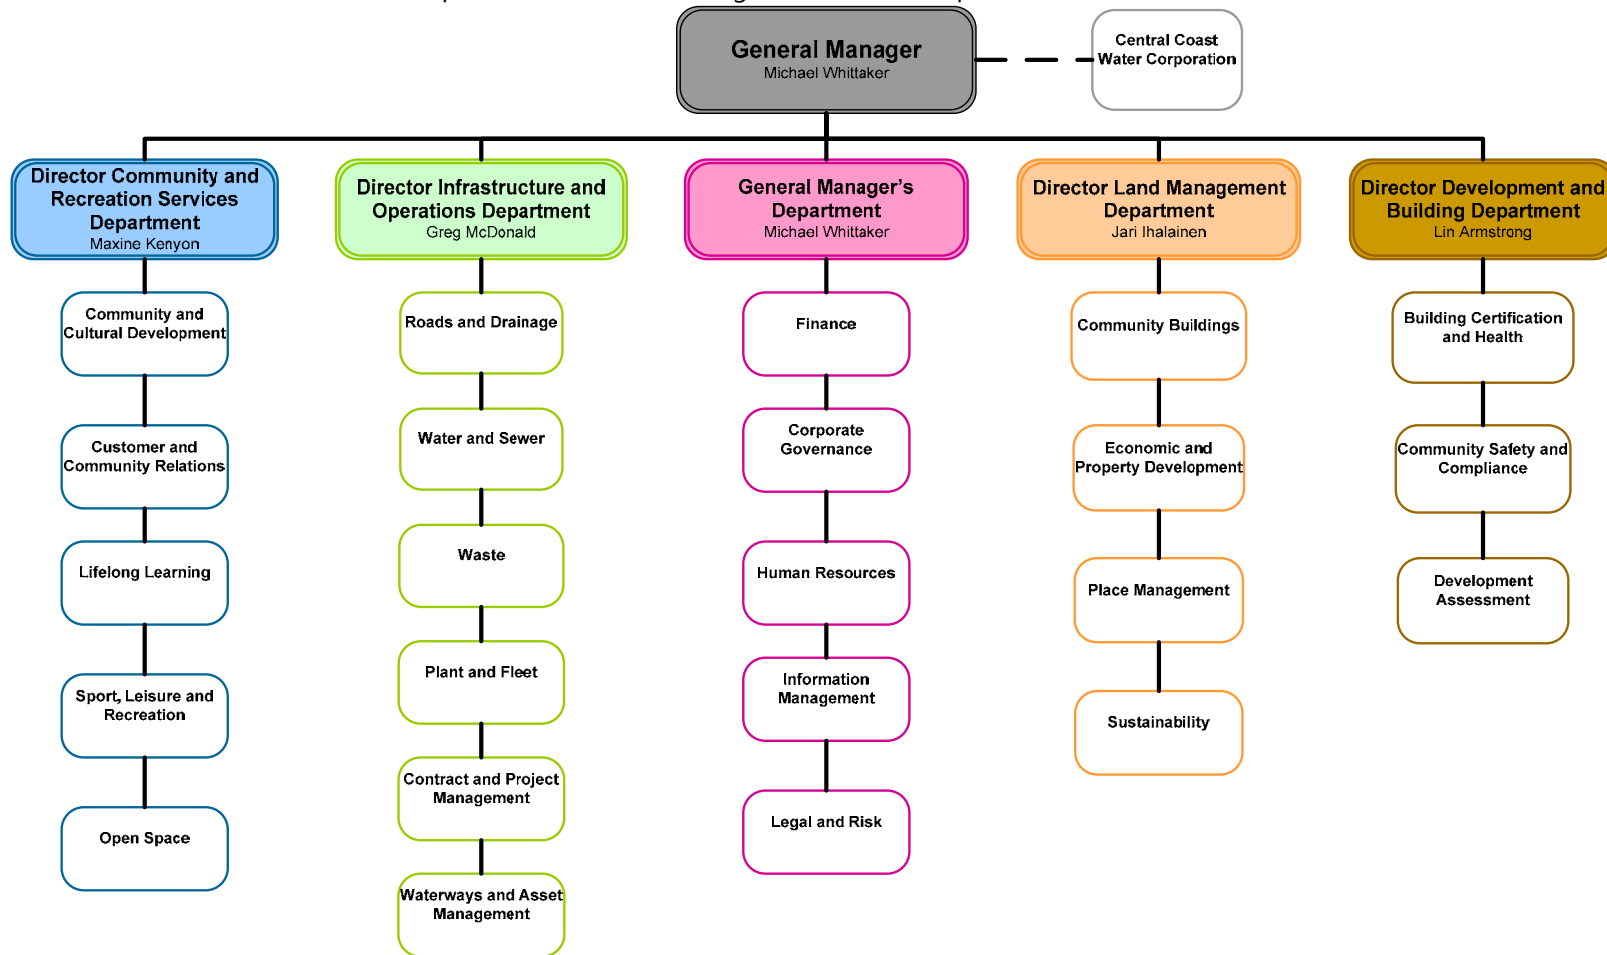 General Manager
Michael Whittaker
Central Coast
Water Corporation
Director Community and
Recreation Services
Department
Maxine Kenyon
Director Infrastructure and
Operations Department
Greg McDonald
General Manager's
Department
Michael Whittaker
Director Land Management
Department
Jari Ihalainen
Director Development and
Building Department
Lin Armstrong
Community and
Cultural Development
Customer and
Community Relations
Lifelong Learning
Sport, Leisure and
Recreation
Open Space
Roads and Drainage
Water and Sewer
Waste
Plant and Fleet
Contract and Project
Management
Waterways and Asset
Management
Finance
Corporate
Governance
Human Resources
Information
Management
Legal and Risk
Community Buildings
Economic and
Property Development
Place Management
Sustainability
Building Certification
and Health
Community Safety and
Compliance
Development
Assessment